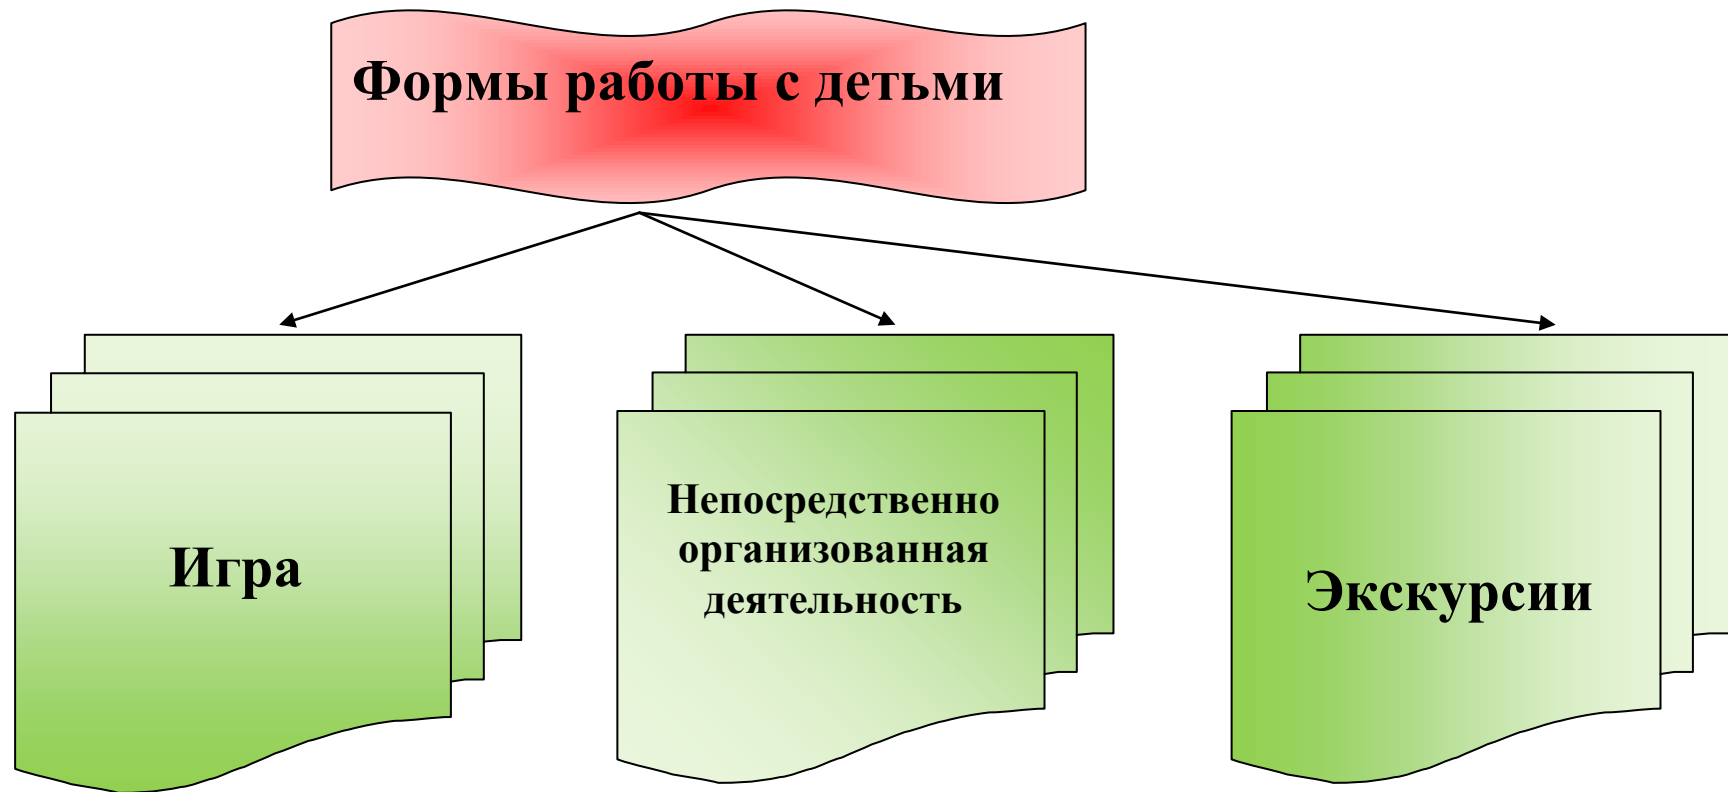 Формы работы с детьми
Игра
Непосредственно
организованная
деятельность
Экскурсии